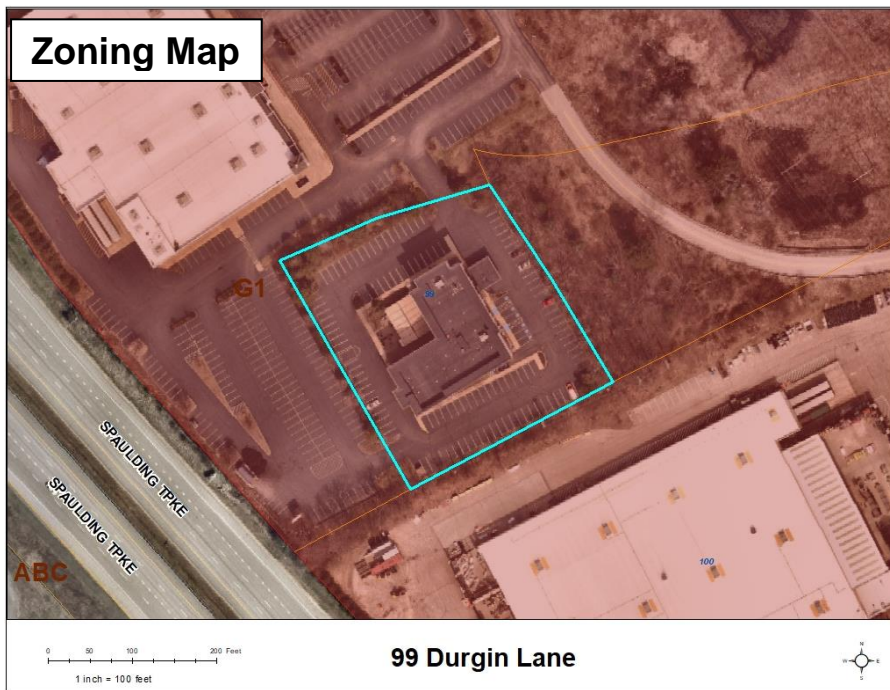 Zoning Map
G1
99
SPAULDING TPKE
SPAULDING TPKE
ABC
100
0 50 100 200 Feet
1 inch = 100 feet
99 Durgin Lane
N
W E
S